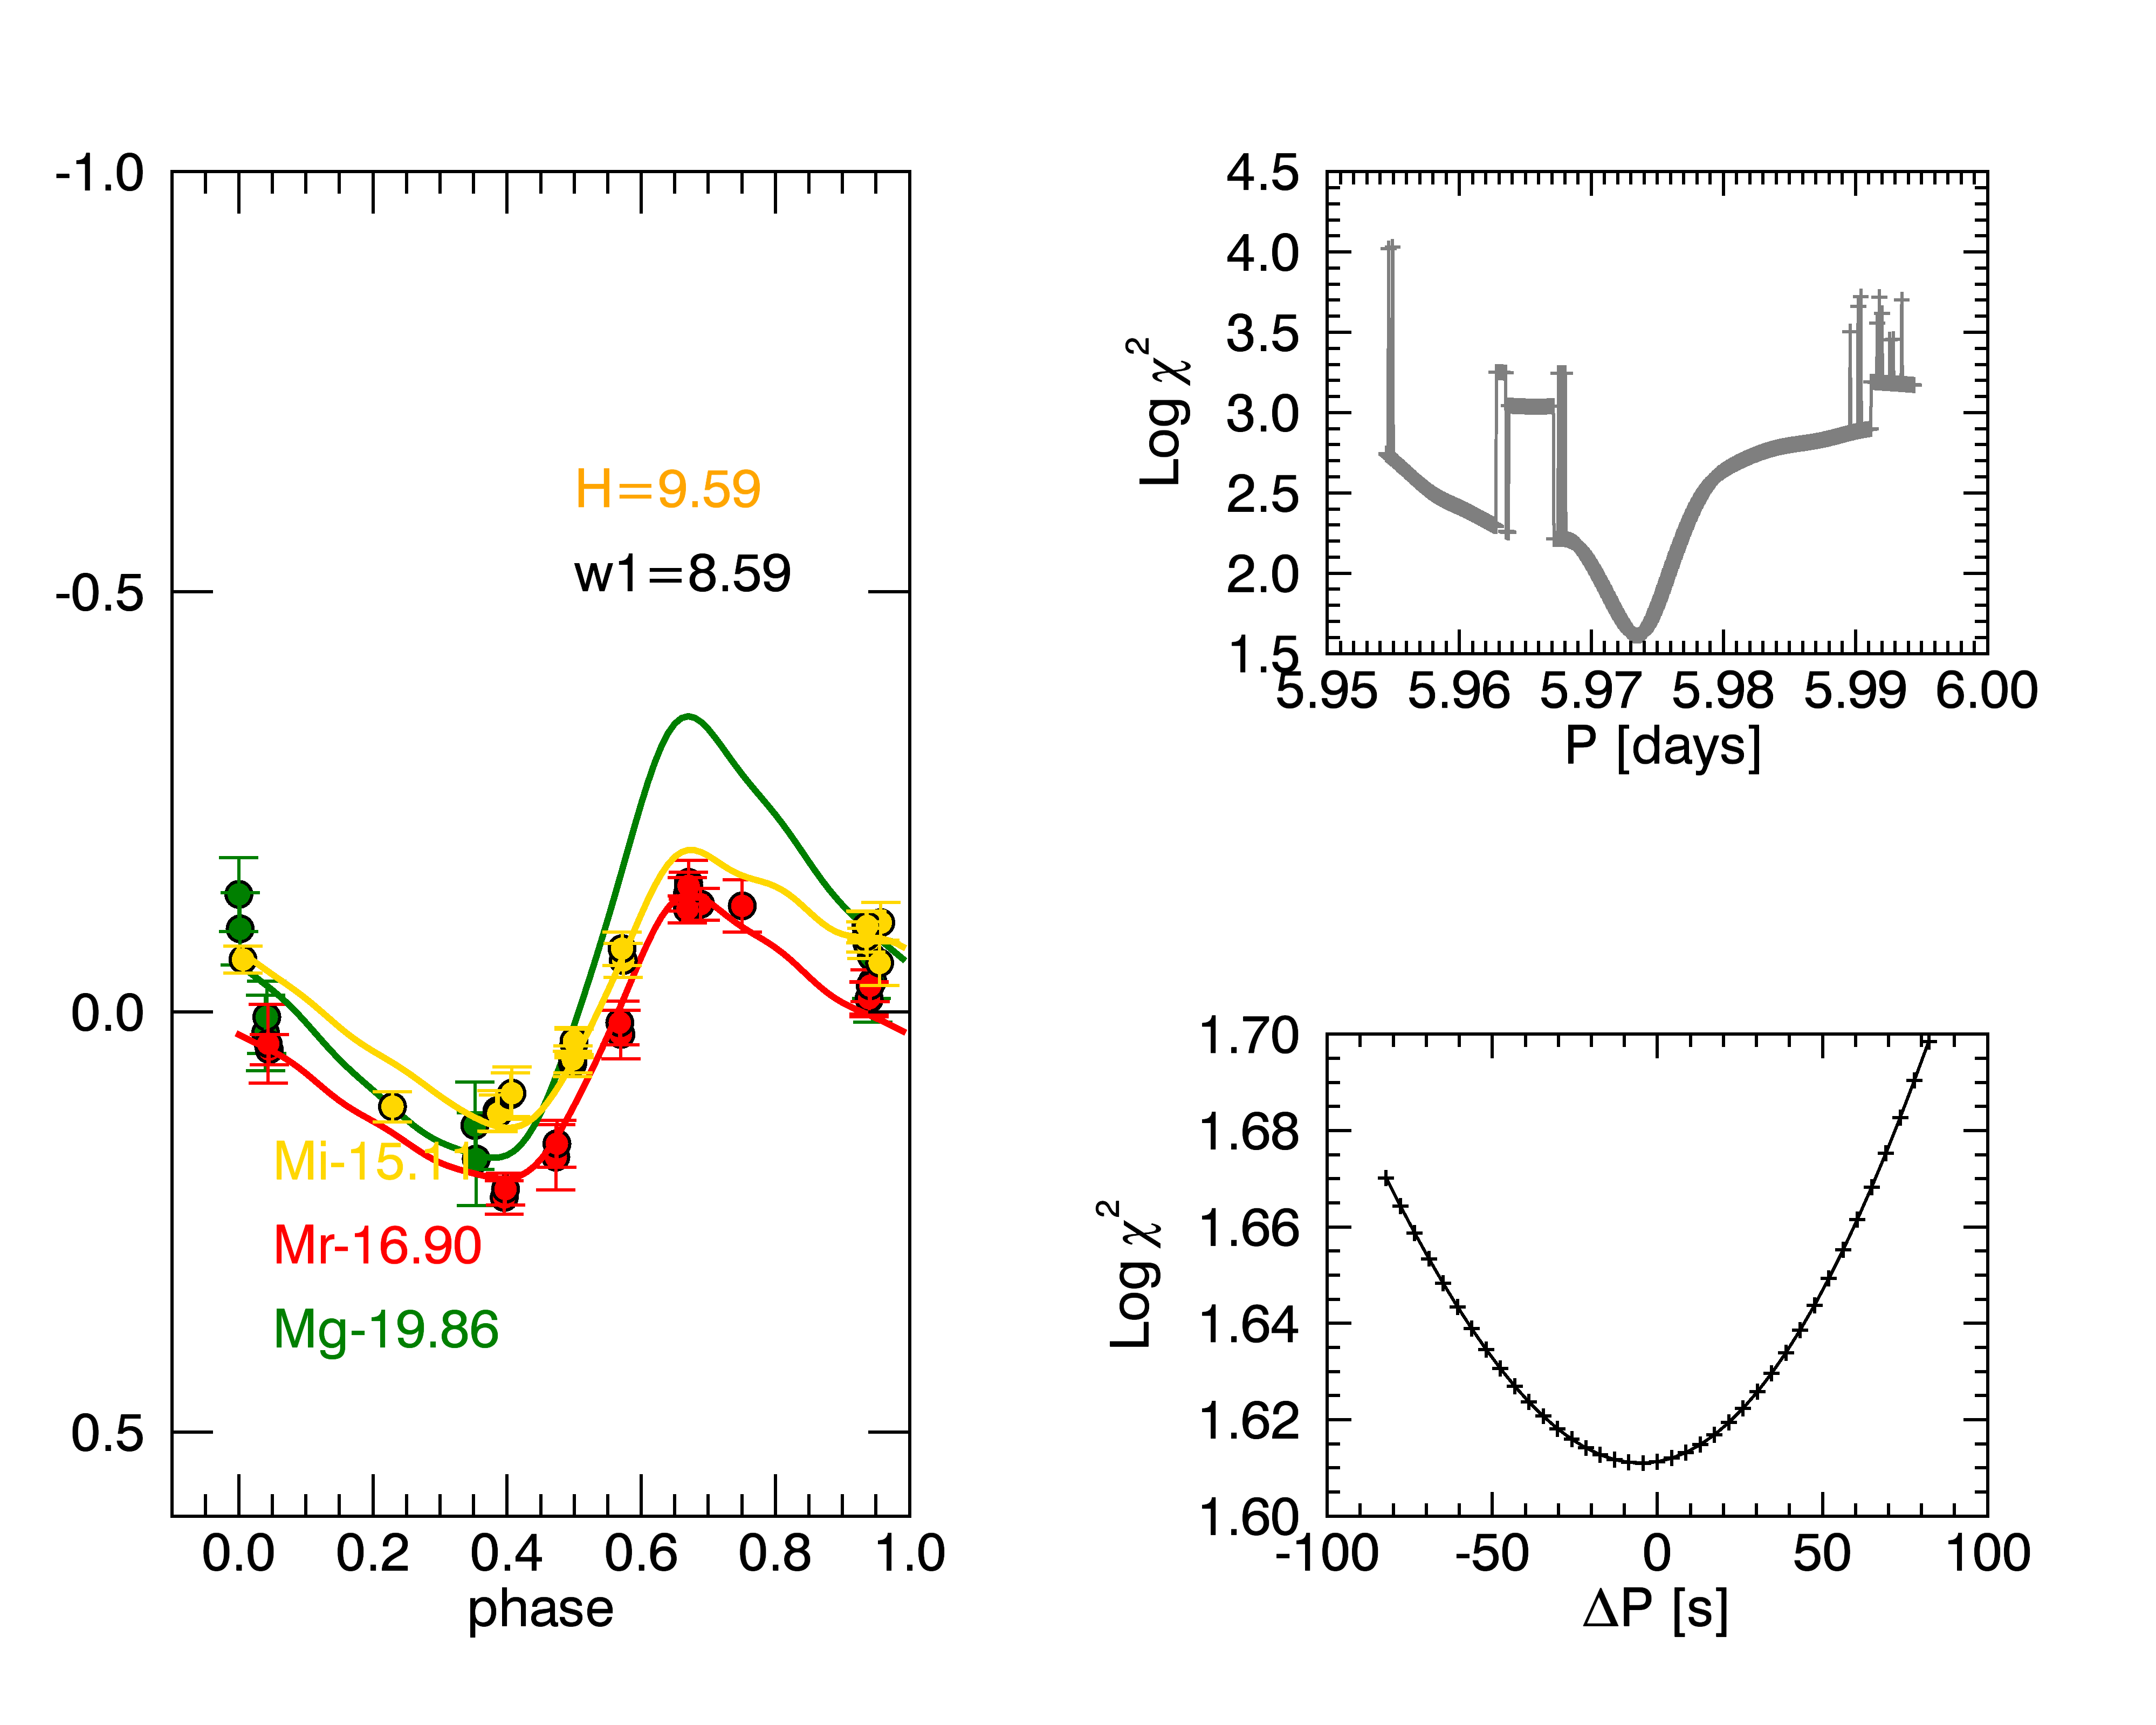 -1.0
-0.5
0.0
0.5
H=9.59
w1=8.59
Mi-15.11
Mr-16.90
Mg-19.86
0.0 0.2 0.4 0.6 0.8 1.0
phase
4.5
4.0
3.5
3.0
2.5
2.0
1.5
Log χ²
5.95 5.96 5.97 5.98 5.99 6.00
P [days]
1.70
1.68
1.66
1.64
1.62
1.60
Log χ²
-100 -50 0 50 100
ΔP [s]